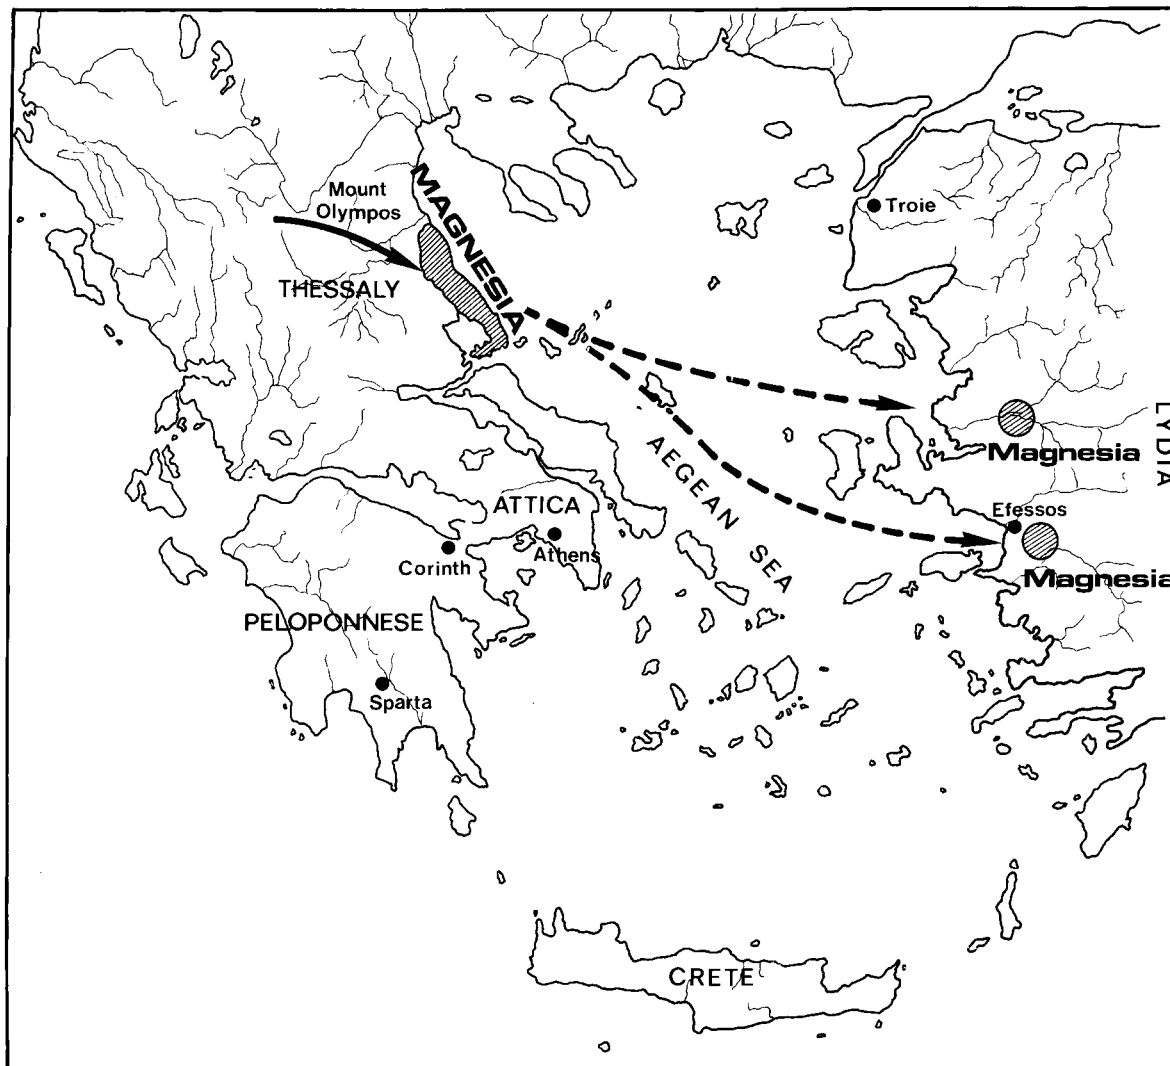 Mount
Olympos
MAGNESIA
Troie
THESSALY
LYDIA
Magnesia
AEGEAN SEA
ATTICA
Efessos
Athens
Corinth
Magnesia
PELOPONNESE
Sparta
CRETE